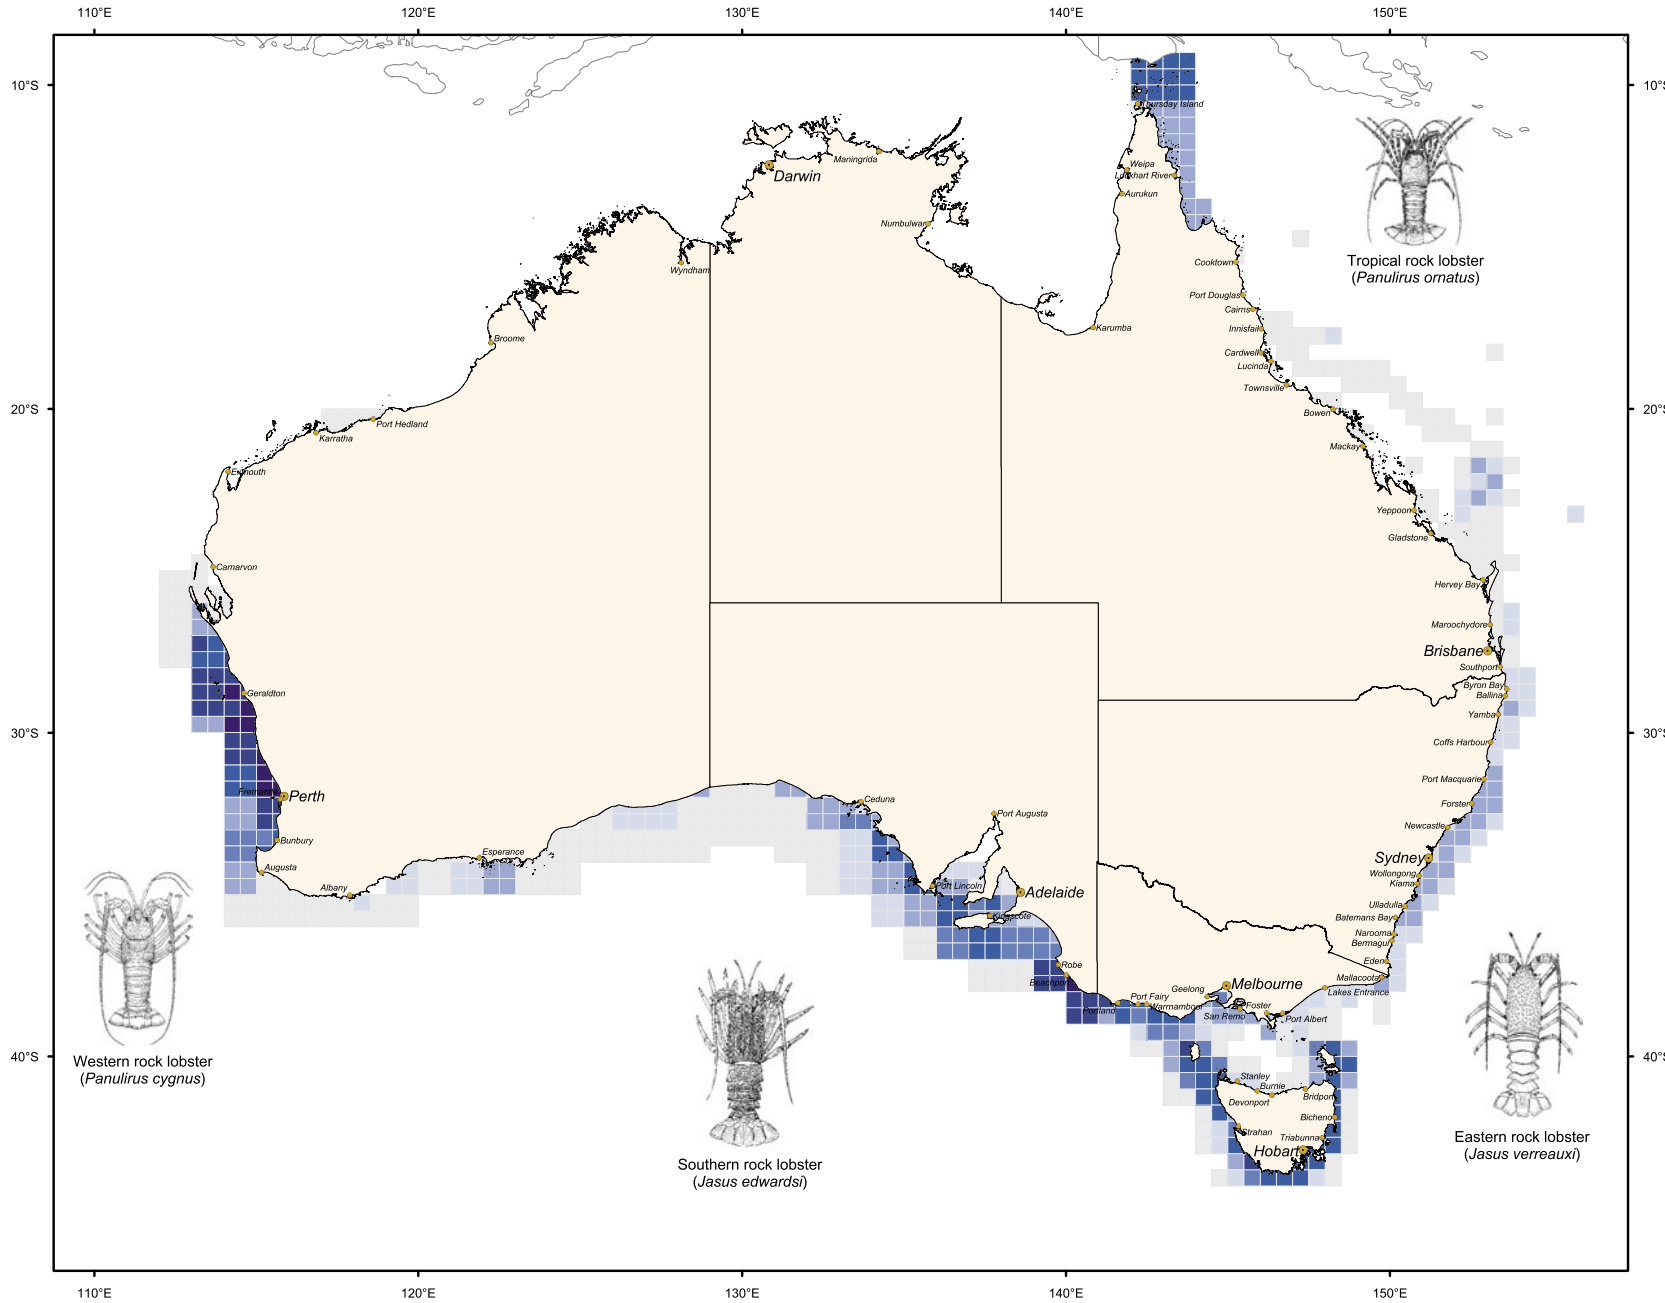 110°E
120°E
130°E
140°E
150°E
10°S
10°S
Thursday Island
Maningrida
Darwin
Weipa
Lockhart River
Aurukun
Numbulwar
Tropical rock lobster
(Panulirus ornatus)
Wyndham
Cooktown
Port Douglas
Cairns
Broome
Karumba
Innisfail
Cardwell
Lucinda
Townsville
20°S
20°S
Bowen
Port Hedland
Karratha
Mackay
Exmouth
Yeppoon
Gladstone
Carnarvon
Hervey Bay
Maroochydore
Brisbane
Southport
Byron Bay
Geraldton
Ballina
Yamba
30°S
30°S
Coffs Harbour
Port Macquarie
Fremantle
Perth
Ceduna
Forster
Port Augusta
Newcastle
Bunbury
Esperance
Sydney
Augusta
Wollongong
Albany
Port Lincoln
Kiama
Adelaide
Ulladulla
Kingscote
Batemans Bay
Narooma
Bermagui
Eden
Robe
Mallacoota
Beachport
Melbourne
Geelong
Lakes Entrance
Port Fairy
Warrnambool
Foster
Portland
San Remo
Port Albert
40°S
40°S
Western rock lobster
(Panulirus cygnus)
Stanley
Burnie
Devonport
Bridport
Bicheno
Strahan
Triabunna
Hobart
Eastern rock lobster
(Jasus verreauxi)
Southern rock lobster
(Jasus edwardsi)
110°E
120°E
130°E
140°E
150°E